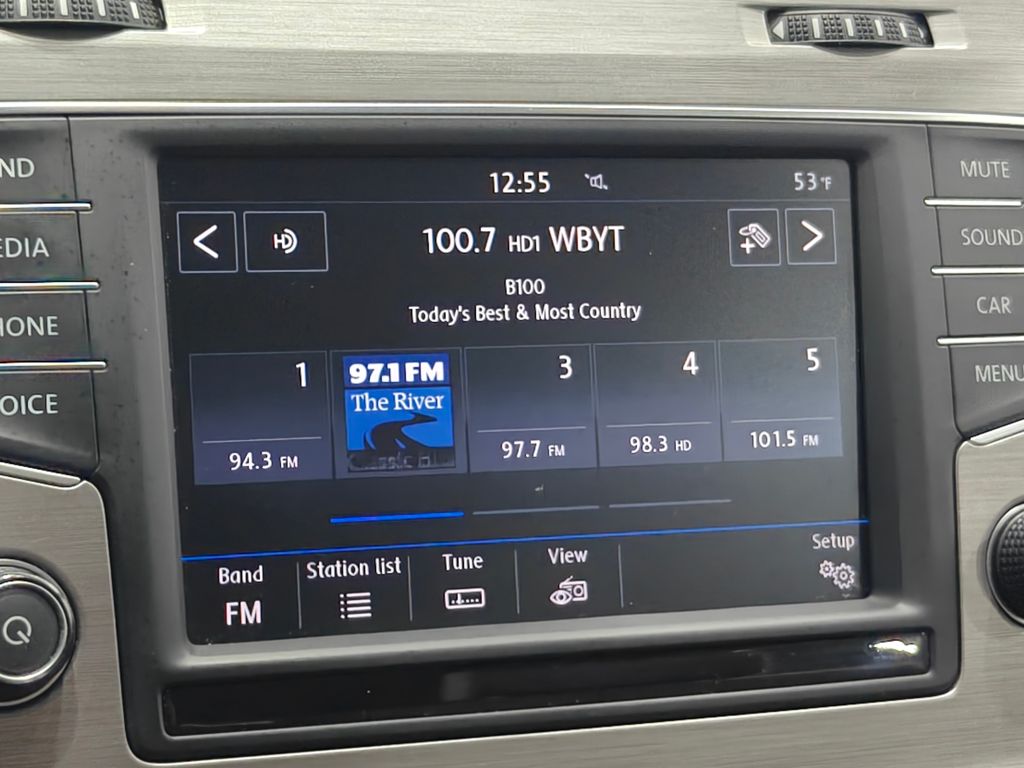 12:55
53°F
HD
100.7 HD1 WBYT
B100
Today's Best & Most Country
1
94.3 FM
97.1 FM
The River
3
97.7 FM
4
98.3 HD
5
101.5 FM
Band
FM
Station list
Tune
View
Setup
ND
EDIA
HONE
OICE
MUTE
SOUND
CAR
MENU